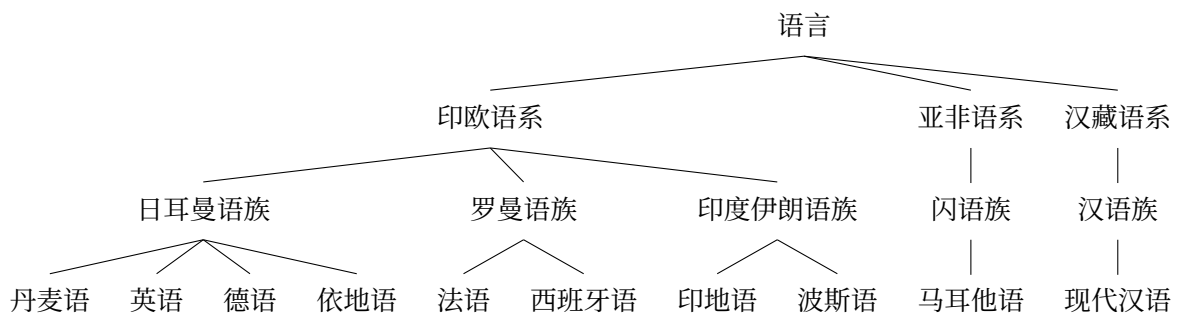 语言
印欧语系 亚非语系 汉藏语系
日耳曼语族 罗曼语族 印度伊朗语族 闪语族 汉语族
丹麦语 英语 德语 依地语 法语 西班牙语 印地语 波斯语 马耳他语 现代汉语